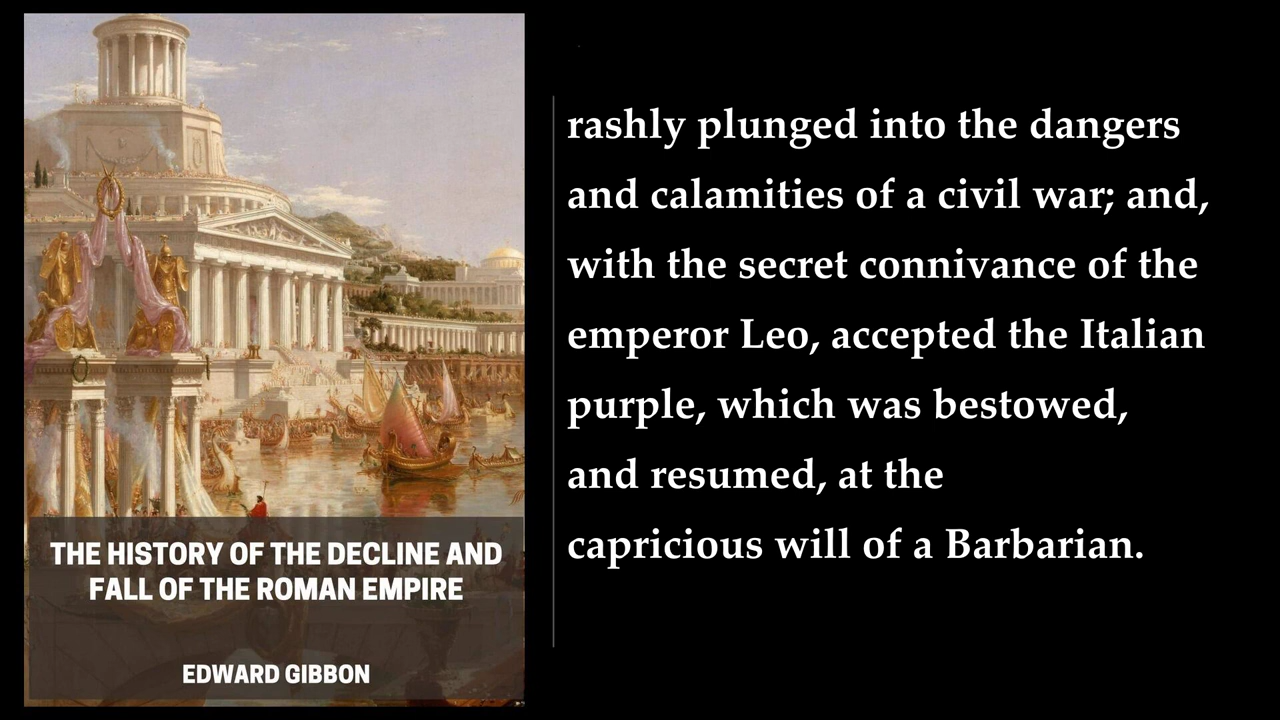 THE HISTORY OF THE DECLINE AND
FALL OF THE ROMAN EMPIRE
EDWARD GIBBON
rashly plunged into the dangers
and calamities of a civil war; and,
with the secret connivance of the
emperor Leo, accepted the Italian
purple, which was bestowed,
and resumed, at the
capricious will of a Barbarian.